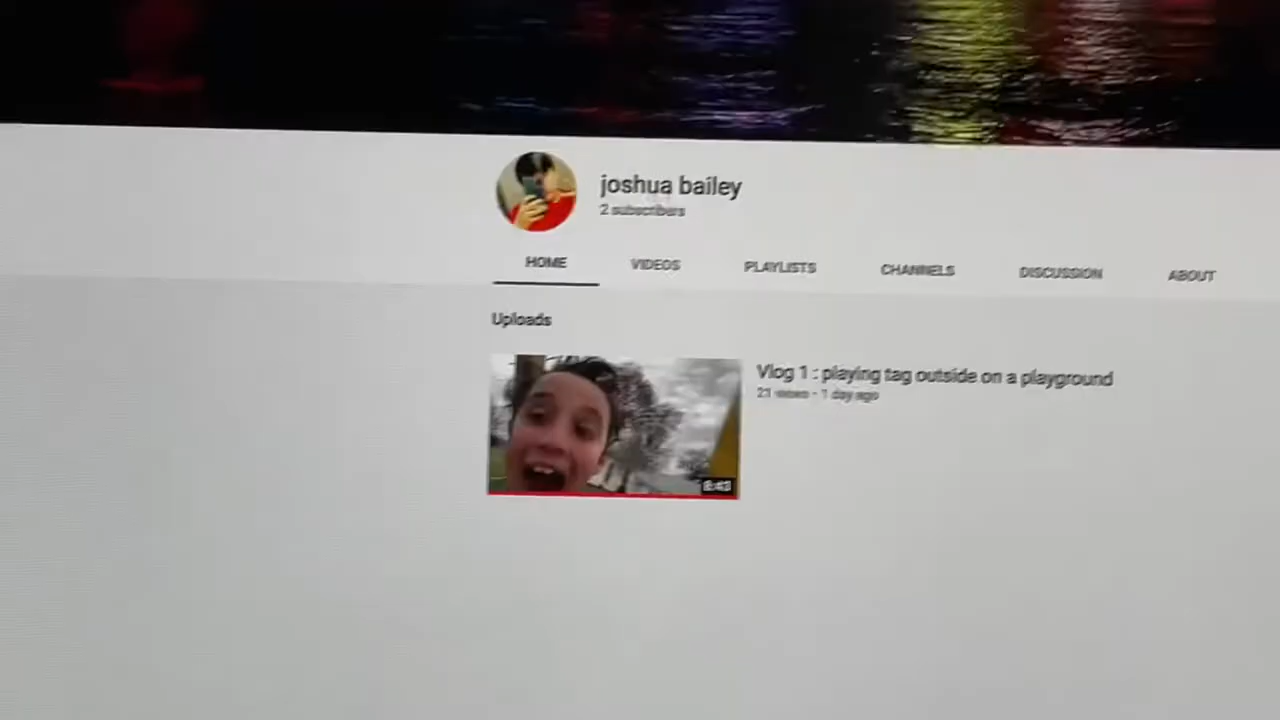 joshua bailey
2 subscribers
HOME VIDEOS PLAYLISTS CHANNELS DISCUSSION ABOUT
Uploads
Vlog 1 : playing tag outside on a playground
21 views • 1 day ago